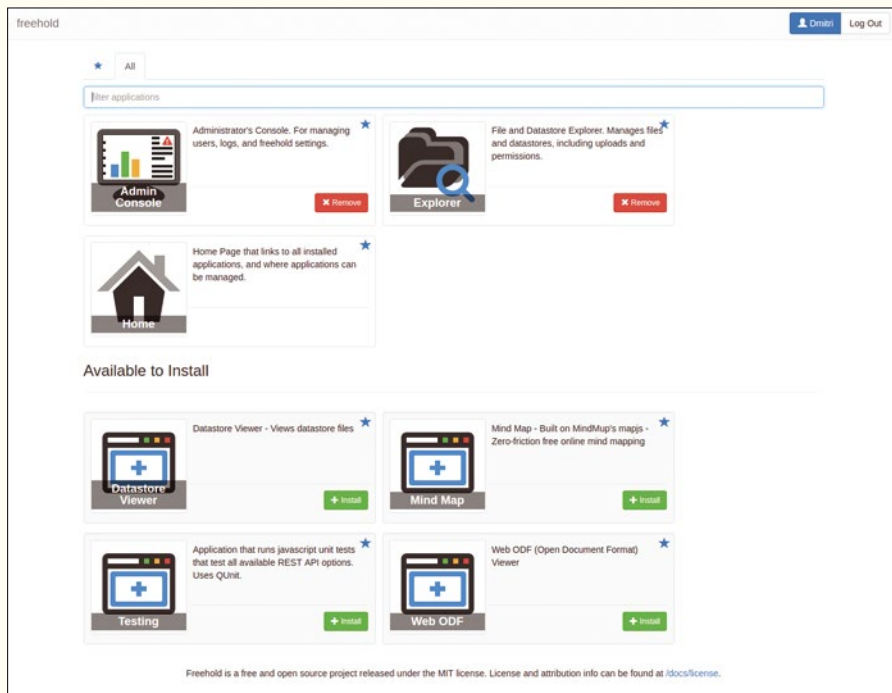 freehold
Dmitri
Log Out
All
filter applications
Administrator's Console. For managing
users, logs, and freehold settings.
Admin
Console
Remove
File and Datastore Explorer. Manages files
and datastores, including uploads and
permissions.
Explorer
Remove
Home Page that links to all installed
applications, and where applications can
be managed.
Home
Available to Install
Datastore Viewer - Views datastore files
Datastore
Viewer
Install
Mind Map - Built on MindMup's mapjs -
Zero-friction free online mind mapping
Mind Map
Install
Application that runs javascript unit tests
that test all available REST API options.
Uses QUnit.
Testing
Install
Web ODF (Open Document Format)
Viewer
Web ODF
Install
Freehold is a free and open source project released under the MIT license. License and attribution info can be found at /docs/license.